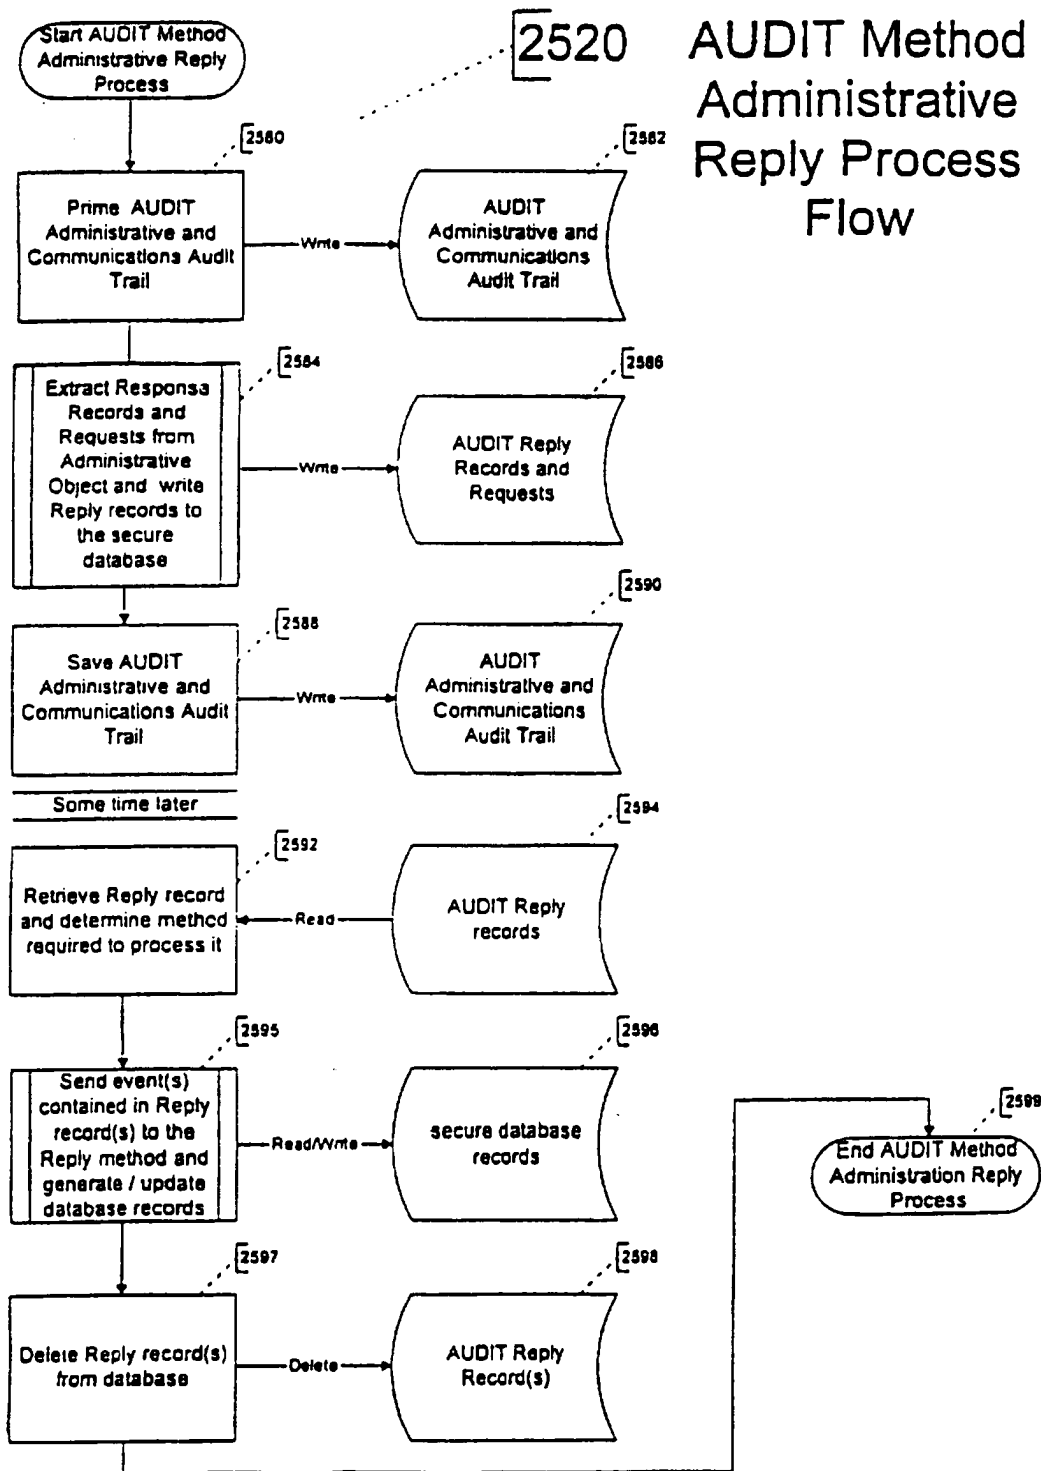 Start AUDIT Method
Administrative Reply
Process
2520
AUDIT Method
Administrative
Reply Process
Flow
2580
Prime AUDIT
Administrative and
Communications Audit
Trail
Write
2582
AUDIT
Administrative and
Communications
Audit Trail
2584
Extract Response
Records and
Requests from
Administrative
Object and write
Reply records to
the secure
database
Write
2586
AUDIT Reply
Records and
Requests
2588
Save AUDIT
Administrative and
Communications Audit
Trail
Write
2590
AUDIT
Administrative and
Communications
Audit Trail
Some time later
2592
Retrieve Reply record
and determine method
required to process it
Read
2594
AUDIT Reply
records
2595
Send event(s)
contained in Reply
record(s) to the
Reply method and
generate / update
database records
Read/Write
2596
secure database
records
2599
End AUDIT Method
Administration Reply
Process
2597
Delete Reply record(s)
from database
Delete
2598
AUDIT Reply
Record(s)